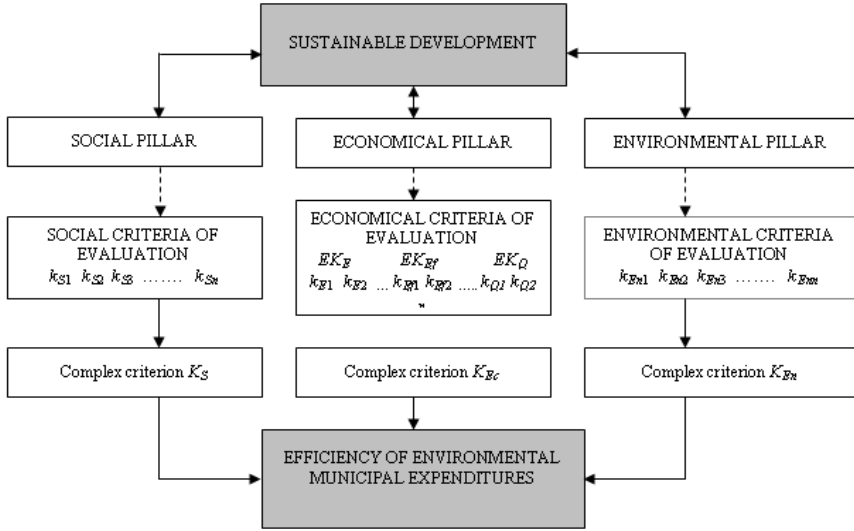 SUSTAINABLE DEVELOPMENT
SOCIAL PILLAR
ECONOMICAL PILLAR
ENVIRONMENTAL PILLAR
SOCIAL CRITERIA OF
EVALUATION
kS1 kS2 kS3 ....... kSn
ECONOMICAL CRITERIA OF
EVALUATION
EKE EKEf EKQ
kE1 kE2 ... kEf1 kEf2 ..... kQ1 kQ2
ENVIRONMENTAL CRITERIA
OF EVALUATION
kEn1 kEn2 kEn3 ....... kEnn
Complex criterion KS
Complex criterion KEc
Complex criterion KEn
EFFICIENCY OF ENVIRONMENTAL
MUNICIPAL EXPENDITURES